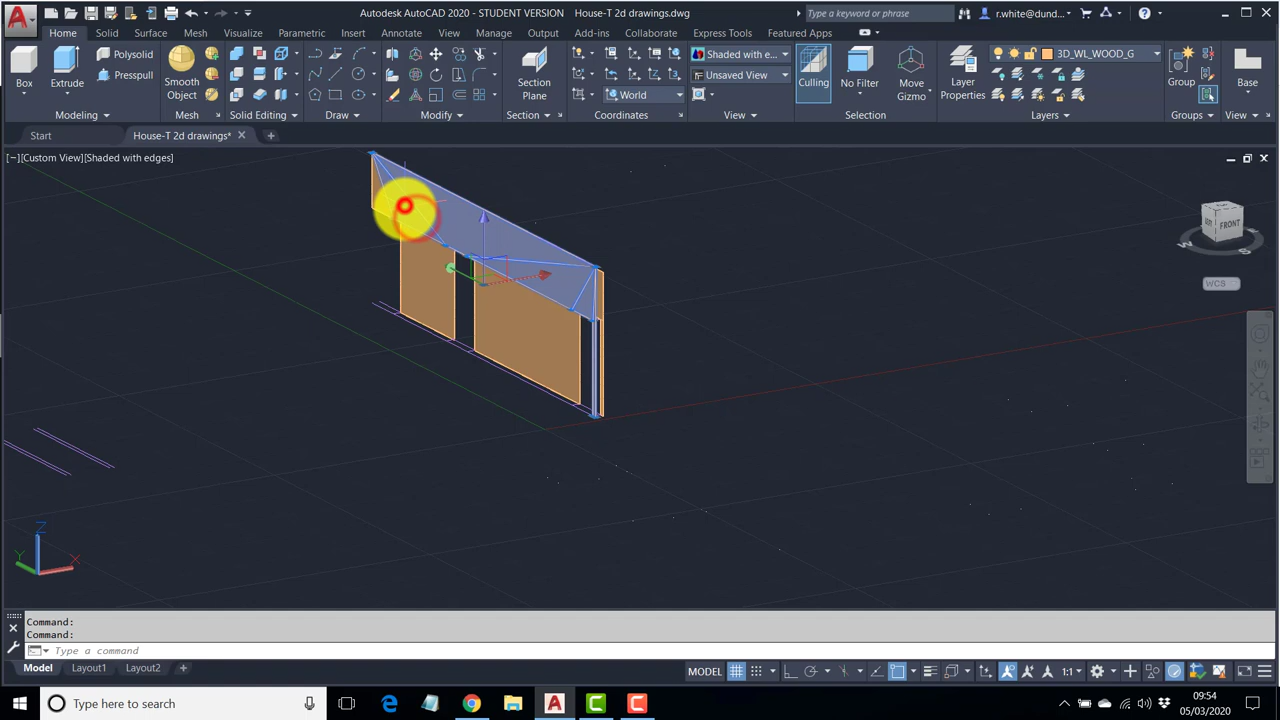 Autodesk AutoCAD 2020 - STUDENT VERSION House-T 2d drawings.dwg
Type a keyword or phrase
r.white@dund...
Home Solid Surface Mesh Visualize Parametric Insert Annotate View Manage Output Add-ins Collaborate Express Tools Featured Apps
Box
Extrude
Polysolid
Presspull
Smooth Object
Section Plane
World
Shaded with e...
Unsaved View
Culling
No Filter
Move Gizmo
Layer Properties
3D_WL_WOOD_G
Group
Base
Modeling Solid Editing Draw Modify Section Coordinates View Selection Layers Groups View
Start House-T 2d drawings*
[−][Custom View][Shaded with edges]
FRONT
W
S
WCS
Z
Y
X
Command:
Command:
Type a command
Model Layout1 Layout2
MODEL
1:1
Type here to search
09:54
05/03/2020